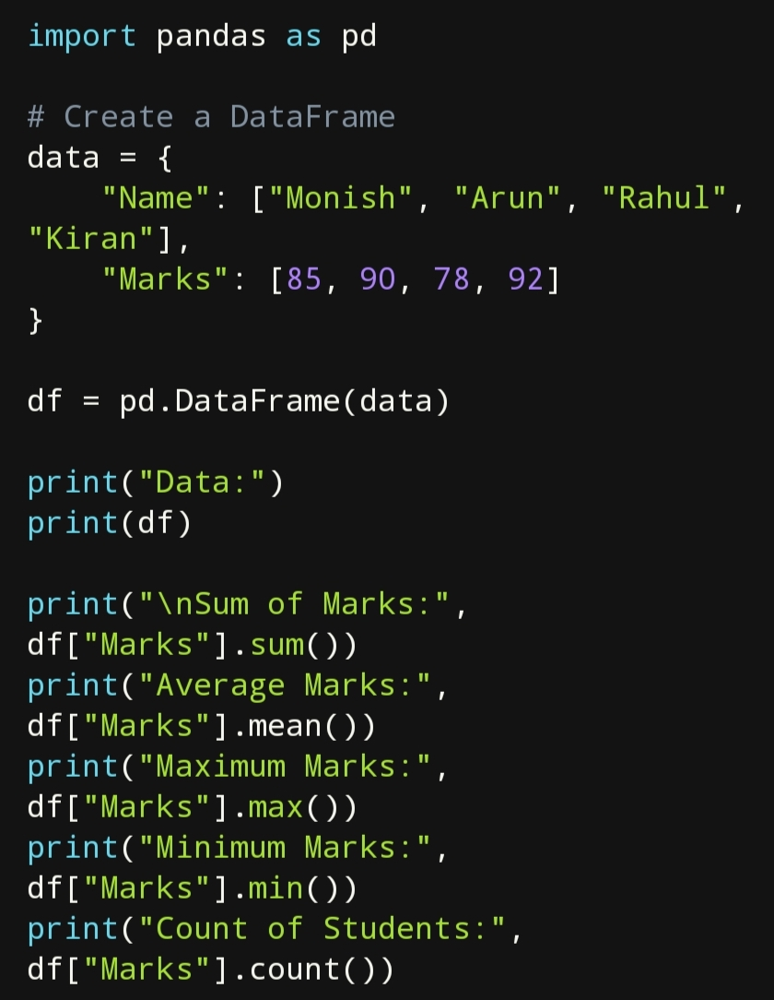 import pandas as pd
# Create a DataFrame
data = {
    "Name": ["Monish", "Arun", "Rahul",
"Kiran"],
    "Marks": [85, 90, 78, 92]
}
df = pd.DataFrame(data)
print("Data:")
print(df)
print("\nSum of Marks:",
df["Marks"].sum())
print("Average Marks:",
df["Marks"].mean())
print("Maximum Marks:",
df["Marks"].max())
print("Minimum Marks:",
df["Marks"].min())
print("Count of Students:",
df["Marks"].count())